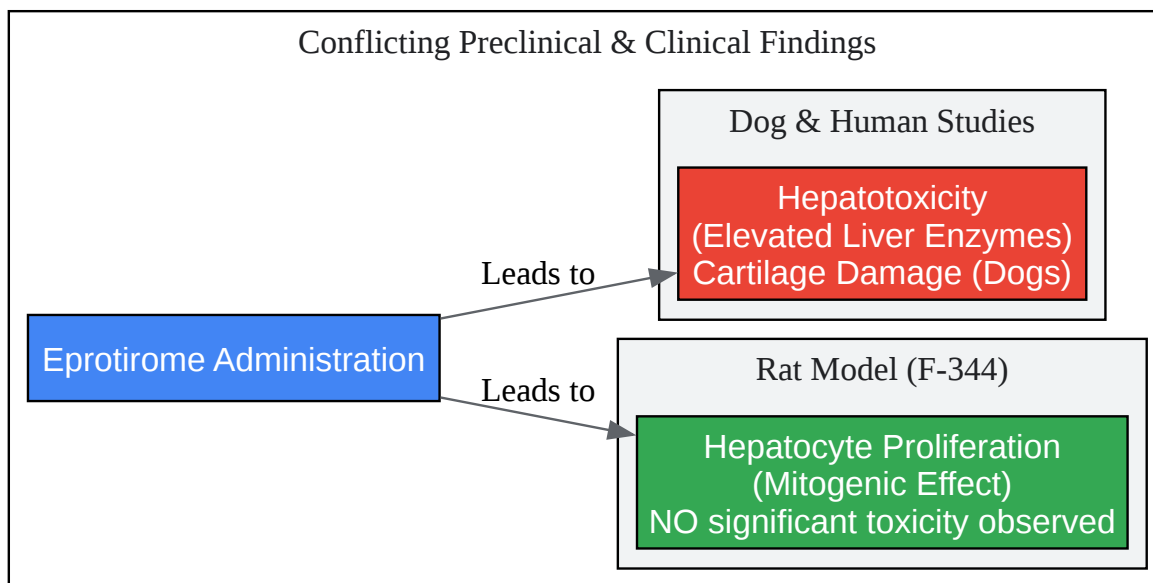 Conflicting Preclinical & Clinical Findings
Dog & Human Studies
Hepatotoxicity
(Elevated Liver Enzymes)
Cartilage Damage (Dogs)
Leads to
Eprotirome Administration
Leads to
Rat Model (F-344)
Hepatocyte Proliferation
(Mitogenic Effect)
NO significant toxicity observed